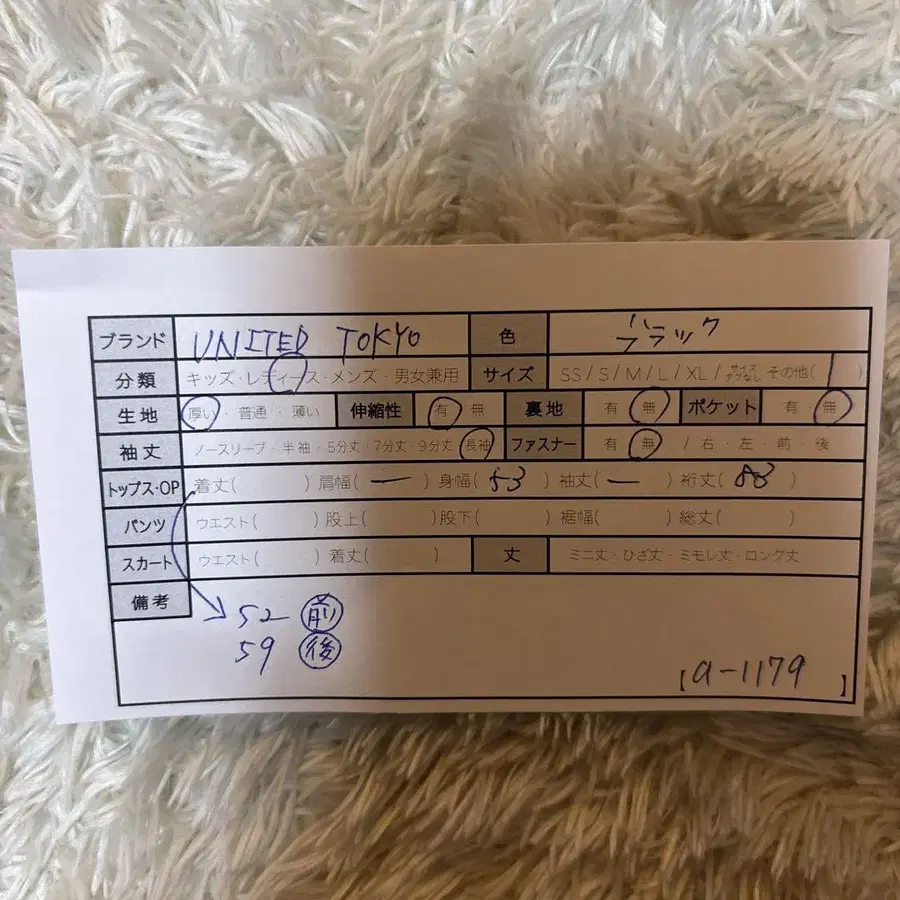 ブランド UNITED TOKYO 色 ブラック
分類 キッズ・レディース・メンズ・男女兼用 サイズ SS / S / M / L / XL / その他( 1 )
生地 厚い・普通・薄い 伸縮性 有 無 裏地 有・無 ポケット 有・無
袖丈 ノースリーブ・半袖・5分丈・7分丈・9分丈・長袖 ファスナー 有・無 / 右・左・前・後
トップス・OP 着丈( ) 肩幅( ー ) 身幅( 53 ) 袖丈( ー ) 裄丈( 88 )
パンツ ウエスト( ) 股上( ) 股下( ) 裾幅( ) 総丈( )
スカート ウエスト( ) 着丈( ) 丈 ミニ丈・ひざ丈・ミモレ丈・ロング丈
備考
52 前
59 後
【a-1179 】